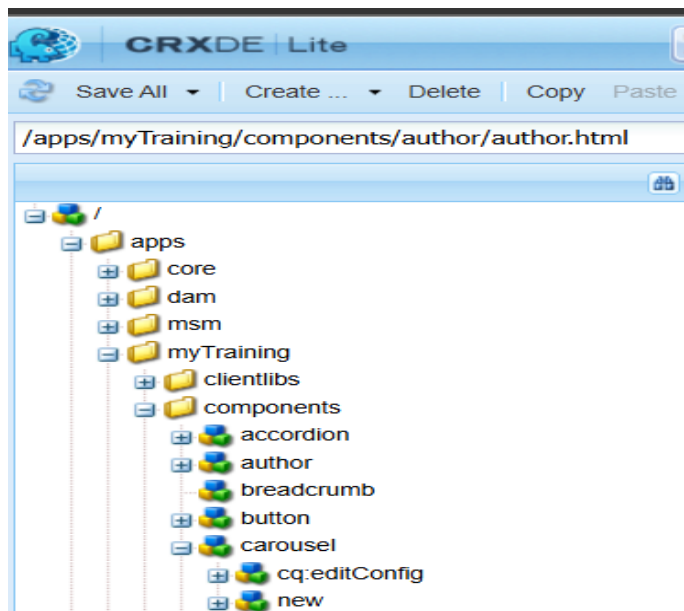 CRXDE | Lite
Save All Create ... Delete Copy Paste
/apps/myTraining/components/author/author.html
/
apps
core
dam
msm
myTraining
clientlibs
components
accordion
author
breadcrumb
button
carousel
cq:editConfig
new